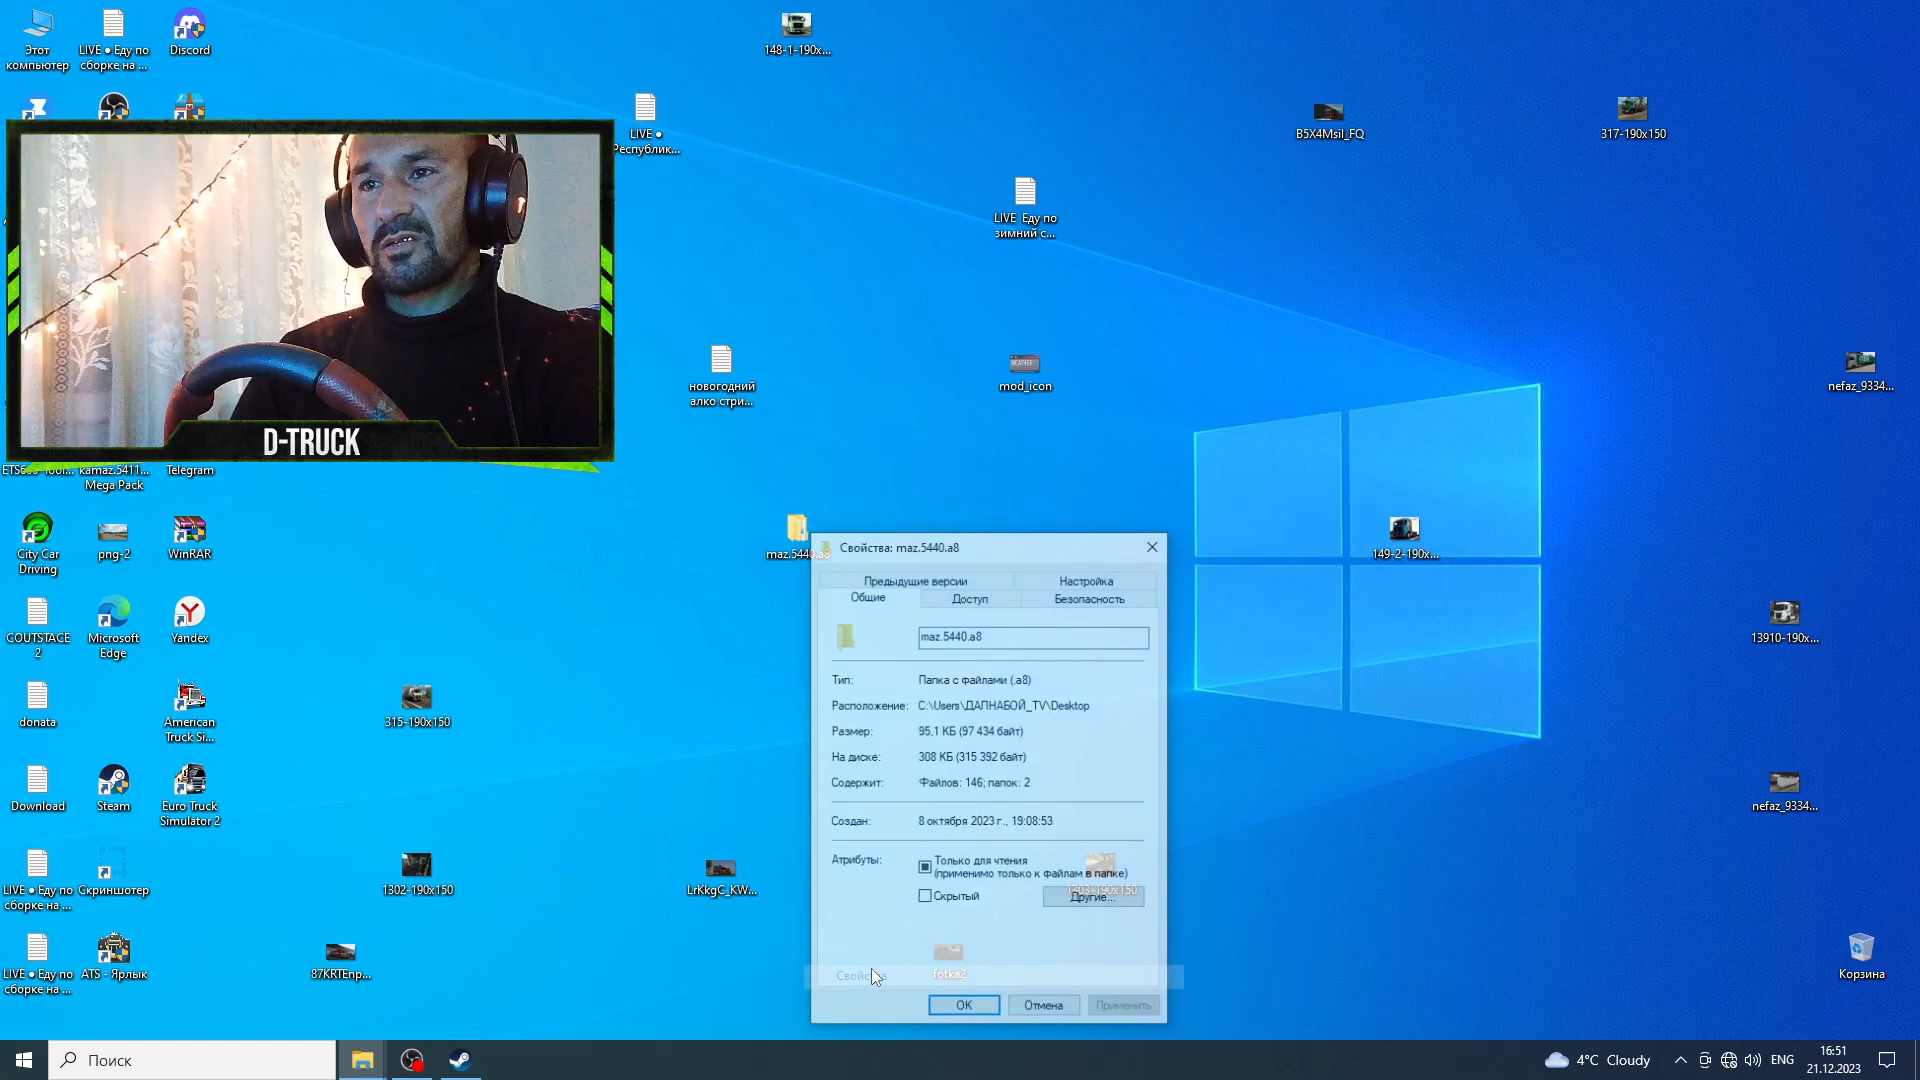 Этот
компьютер
LIVE ● Еду по
сборке на ...
Discord
148-1-190x...
LIVE ●
Республик...
B5X4Msil_FQ
317-190x150
LIVE Еду по
зимний с...
D-TRUCK
новогодний
алко стри...
mod_icon
nefaz_9334...
kamaz.5411...
Mega Pack
Telegram
City Car
Driving
png-2
WinRAR
maz.5440.a8
149-2-190x...
COUTSTACE
2
Microsoft
Edge
Yandex
13910-190x...
donata
American
Truck Si...
315-190x150
Download
Steam
Euro Truck
Simulator 2
nefaz_9334...
LIVE ● Еду по
сборке на ...
Скриншотер
1302-190x150
LrKkgC_KW...
1303-190x150
LIVE ● Еду по
сборке на ...
ATS - Ярлык
87KRTEnp...
fotka2
Корзина
Свойства: maz.5440.a8
Предыдущие версии
Настройка
Общие
Доступ
Безопасность
maz.5440.a8
Тип: Папка с файлами (.a8)
Расположение: C:\Users\ДАПНАБОЙ_TV\Desktop
Размер: 95,1 КБ (97 434 байт)
На диске: 308 КБ (315 392 байт)
Содержит: Файлов: 146; папок: 2
Создан: 8 октября 2023 г., 19:08:53
Атрибуты: Только для чтения
(применимо только к файлам в папке)
Скрытый
Другие...
Свойства
OK
Отмена
Применить
Поиск
4°C Cloudy
ENG
16:51
21.12.2023